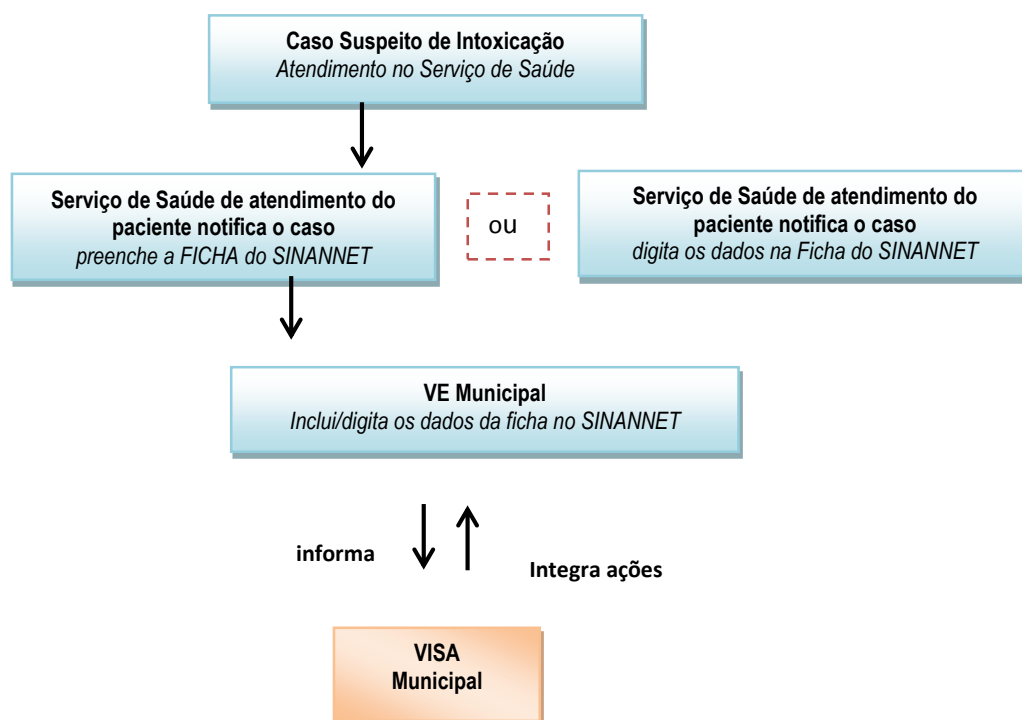 Caso Suspeito de Intoxicação
Atendimento no Serviço de Saúde
Serviço de Saúde de atendimento do
paciente notifica o caso
preenche a FICHA do SINANNET
ou
Serviço de Saúde de atendimento do
paciente notifica o caso
digita os dados na Ficha do SINANNET
VE Municipal
Inclui/digita os dados da ficha no SINANNET
informa
Integra ações
VISA
Municipal